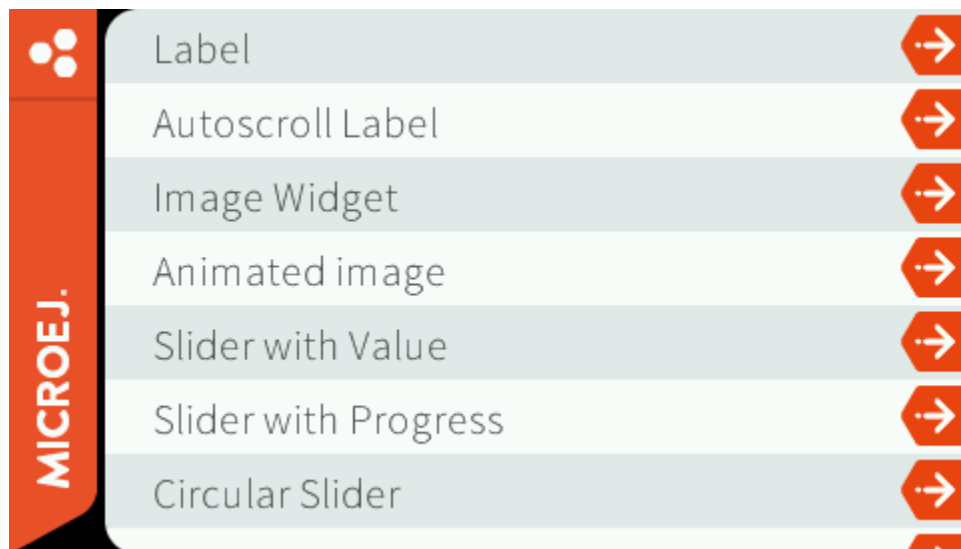 MICROEJ.
Label
Autoscroll Label
Image Widget
Animated image
Slider with Value
Slider with Progress
Circular Slider